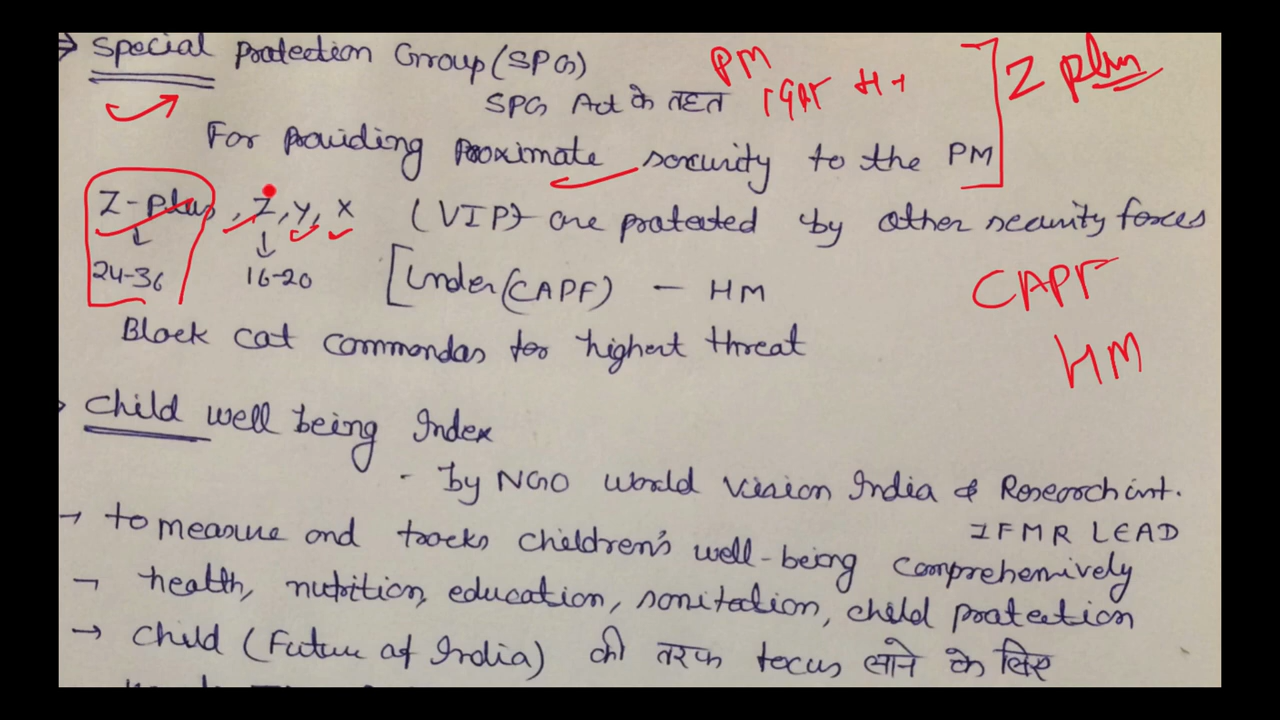 ⇒ Special Protection Group (SPG)
PM
Z plus
SPG Act के तहत
For providing proximate security to the PM
Z-plus, Z, Y, X (VIP) are protected by other security forces
24-36 16-20 [Under (CAPF) – HM
CAPF
HM
Black cat commandos for highest threat
Child well being Index
- by NGO World Vision India & Research inst.
IFMR LEAD
→ to measure and tracks children's well-being comprehensively
→ health, nutrition, education, sanitation, child protection
→ child (Future of India) की तरफ focus लाने के लिए